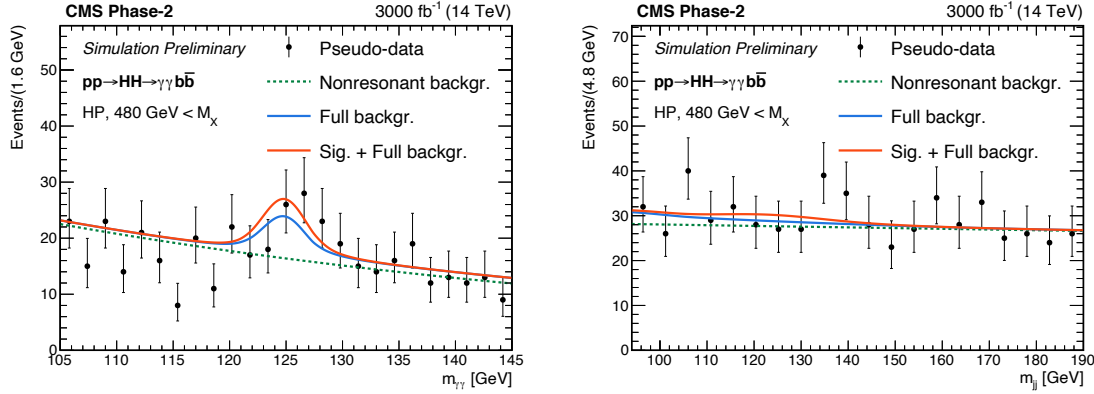 CMS Phase-2 3000 fb⁻¹ (14 TeV)
Simulation Preliminary
pp→HH→γγbb̅
HP, 480 GeV < M_X
Pseudo-data
Nonresonant backgr.
Full backgr.
Sig. + Full backgr.
Events/(1.6 GeV)
50
40
30
20
10
0
105 110 115 120 125 130 135 140 145
m_γγ [GeV]
CMS Phase-2 3000 fb⁻¹ (14 TeV)
Simulation Preliminary
pp→HH→γγbb̅
HP, 480 GeV < M_X
Pseudo-data
Nonresonant backgr.
Full backgr.
Sig. + Full backgr.
Events/(4.8 GeV)
70
60
50
40
30
20
10
0
100 110 120 130 140 150 160 170 180 190
m_jj [GeV]